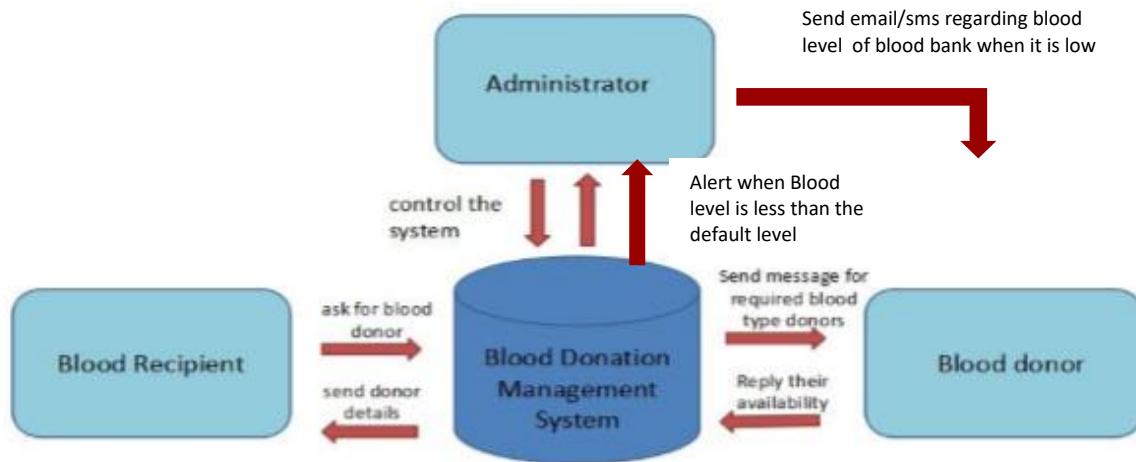 Send email/sms regarding blood
level of blood bank when it is low
Administrator
Alert when Blood
level is less than the
default level
control the
system
Send message for
required blood
type donors
ask for blood
donor
Blood Recipient
Blood Donation
Management
System
Blood donor
send donor
details
Reply their
availability